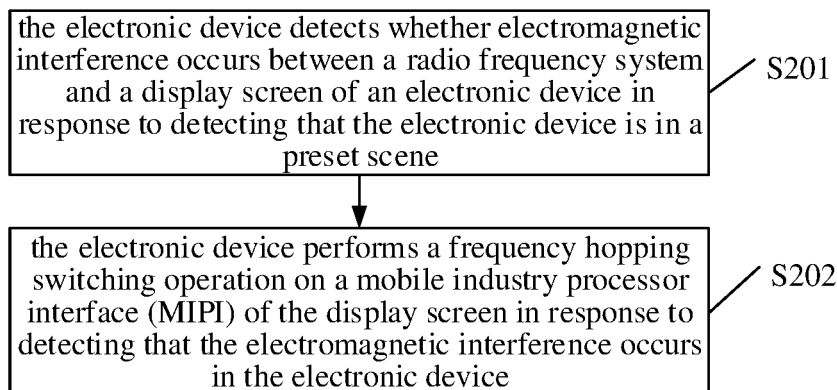 the electronic device detects whether electromagnetic
interference occurs between a radio frequency system
and a display screen of an electronic device in
response to detecting that the electronic device is in a
preset scene
S201
the electronic device performs a frequency hopping
switching operation on a mobile industry processor
interface (MIPI) of the display screen in response to
detecting that the electromagnetic interference occurs
in the electronic device
S202